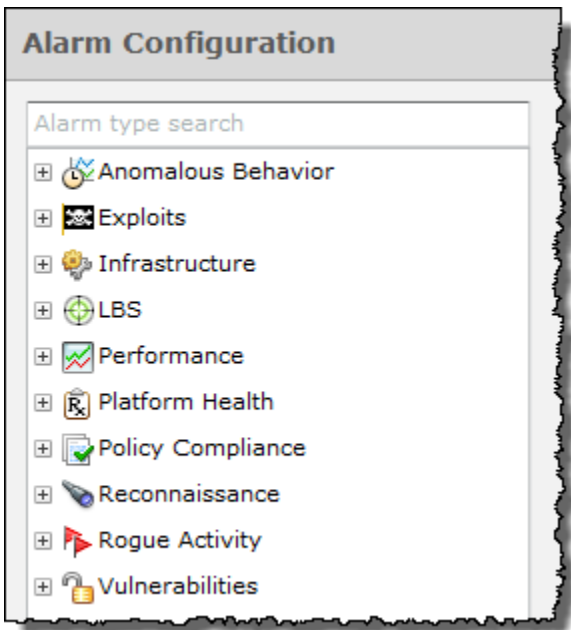 Alarm Configuration
Alarm type search
Anomalous Behavior
Exploits
Infrastructure
LBS
Performance
Platform Health
Policy Compliance
Reconnaissance
Rogue Activity
Vulnerabilities